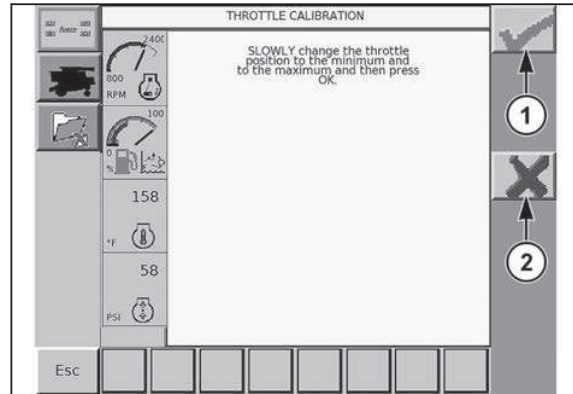 THROTTLE CALIBRATION
SLOWLY change the throttle
position to the minimum and
to the maximum and then press
OK.
2400
800
RPM
100
0
%
158
°F
58
PSI
1
2
Esc